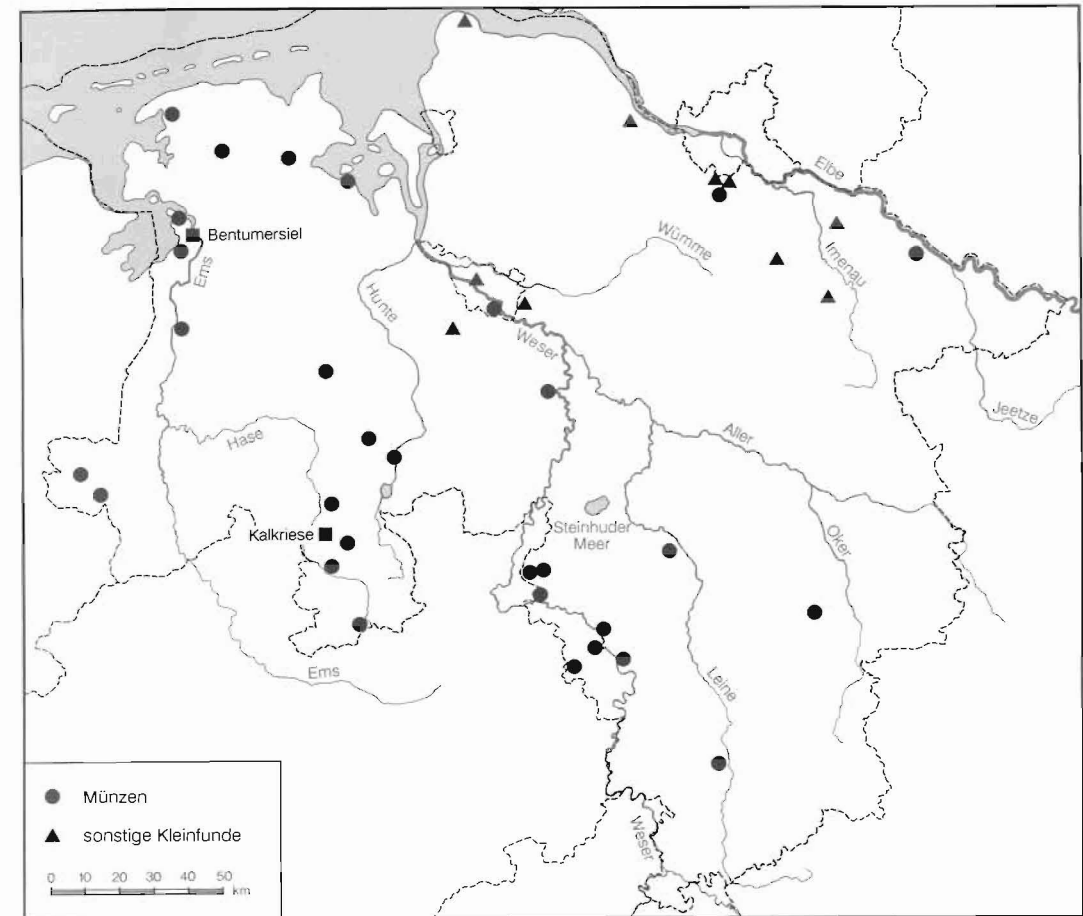 Elbe
Bentumersiel
Wümme
Ilmenau
Ems
Hunte
Weser
Jeetze
Aller
Hase
Kalkriese
Steinhuder
Meer
Oker
Ems
Leine
Münzen
sonstige Kleinfunde
Weser
0 10 20 30 40 50
km